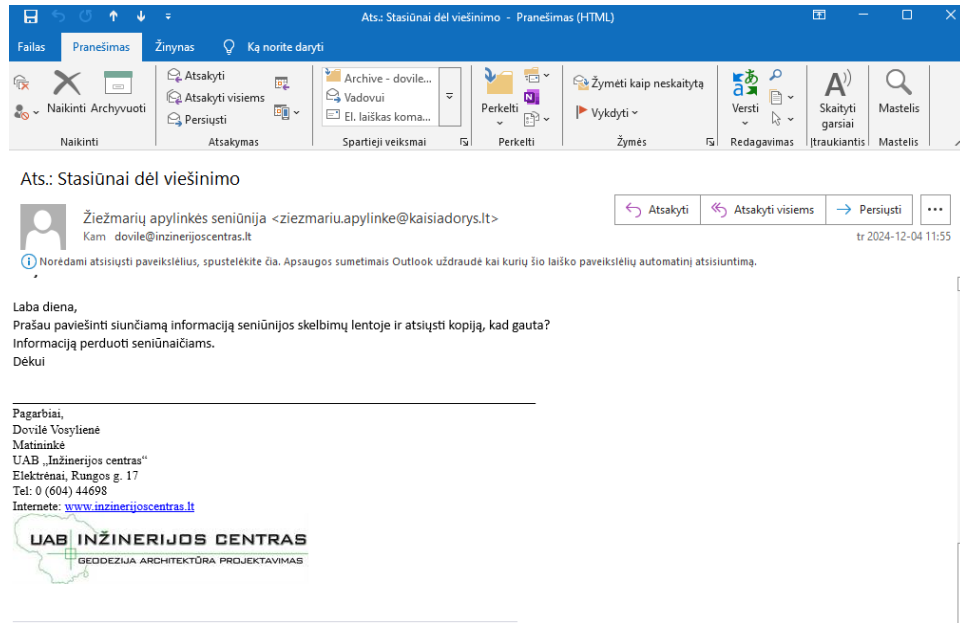 Ats.: Stasiūnai dėl viešinimo - Pranešimas (HTML)
Failas Pranešimas Žinynas Ką norite daryti
Naikinti Archyvuoti
Atsakyti
Atsakyti visiems
Persiųsti
Archive - dovile...
Vadovui
El. laiškas koma...
Perkelti
Žymėti kaip neskaitytą
Vykdyti
Versti
Skaityti garsiai
Mastelis
Naikinti Atsakymas Spartieji veiksmai Perkelti Žymės Redagavimas Įtraukiantis Mastelis
Ats.: Stasiūnai dėl viešinimo
Žiežmarių apylinkės seniūnija <ziezmariu.apylinke@kaisiadorys.lt>
Kam dovile@inzinerijoscentras.lt
Atsakyti Atsakyti visiems Persiųsti ...
tr 2024-12-04 11:55
Norėdami atsisiųsti paveikslėlius, spustelėkite čia. Apsaugos sumetimais Outlook uždraudė kai kurių šio laiško paveikslėlių automatinį atsisiuntimą.
Laba diena,
Prašau paviešinti siunčiamą informaciją seniūnijos skelbimų lentoje ir atsiųsti kopiją, kad gauta?
Informaciją perduoti seniūnaičiams.
Dėkui
Pagarbiai,
Dovilė Vosylienė
Matininkė
UAB „Inžinerijos centras“
Elektrėnai, Rungos g. 17
Tel: 0 (604) 44698
Internete: www.inzinerijoscentras.lt
UAB INŽINERIJOS CENTRAS
GEODEZIJA ARCHITEKTŪRA PROJEKTAVIMAS